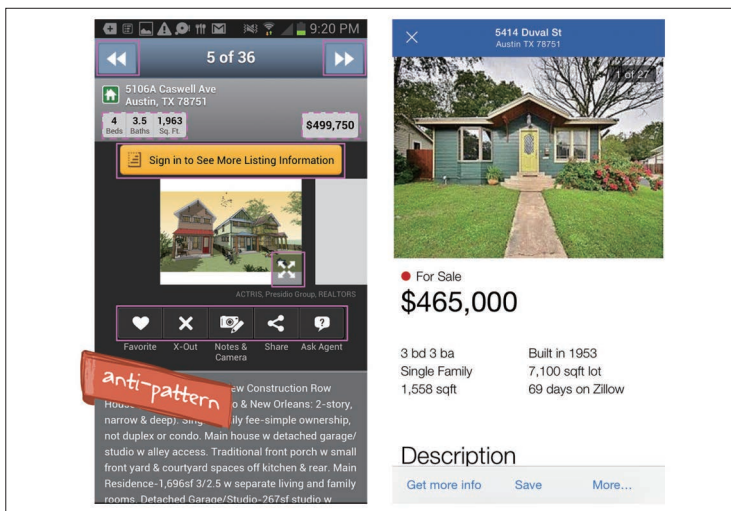 9:20 PM
5 of 36
5106A Caswell Ave
Austin, TX 78751
4 3.5 1,963
Beds Baths Sq. Ft.
$499,750
Sign in to See More Listing Information
ACTRIS, Presidio Group, REALTORS
Favorite X-Out Notes & Camera Share Ask Agent
anti-pattern
ew Construction Row
o & New Orleans: 2-story,
narrow & deep). ily fee-simple ownership,
not duplex or condo. Main house w detached garage/
studio w alley access. Traditional front porch w small
front yard & courtyard spaces off kitchen & rear. Main
Residence-1,696sf 3/2.5 w separate living and family
rooms. Detached Garage/Studio-267sf studio w
5414 Duval St
Austin TX 78751
1 of 27
For Sale
$465,000
3 bd 3 ba Built in 1953
Single Family 7,100 sqft lot
1,558 sqft 69 days on Zillow
Description
Get more info Save More...